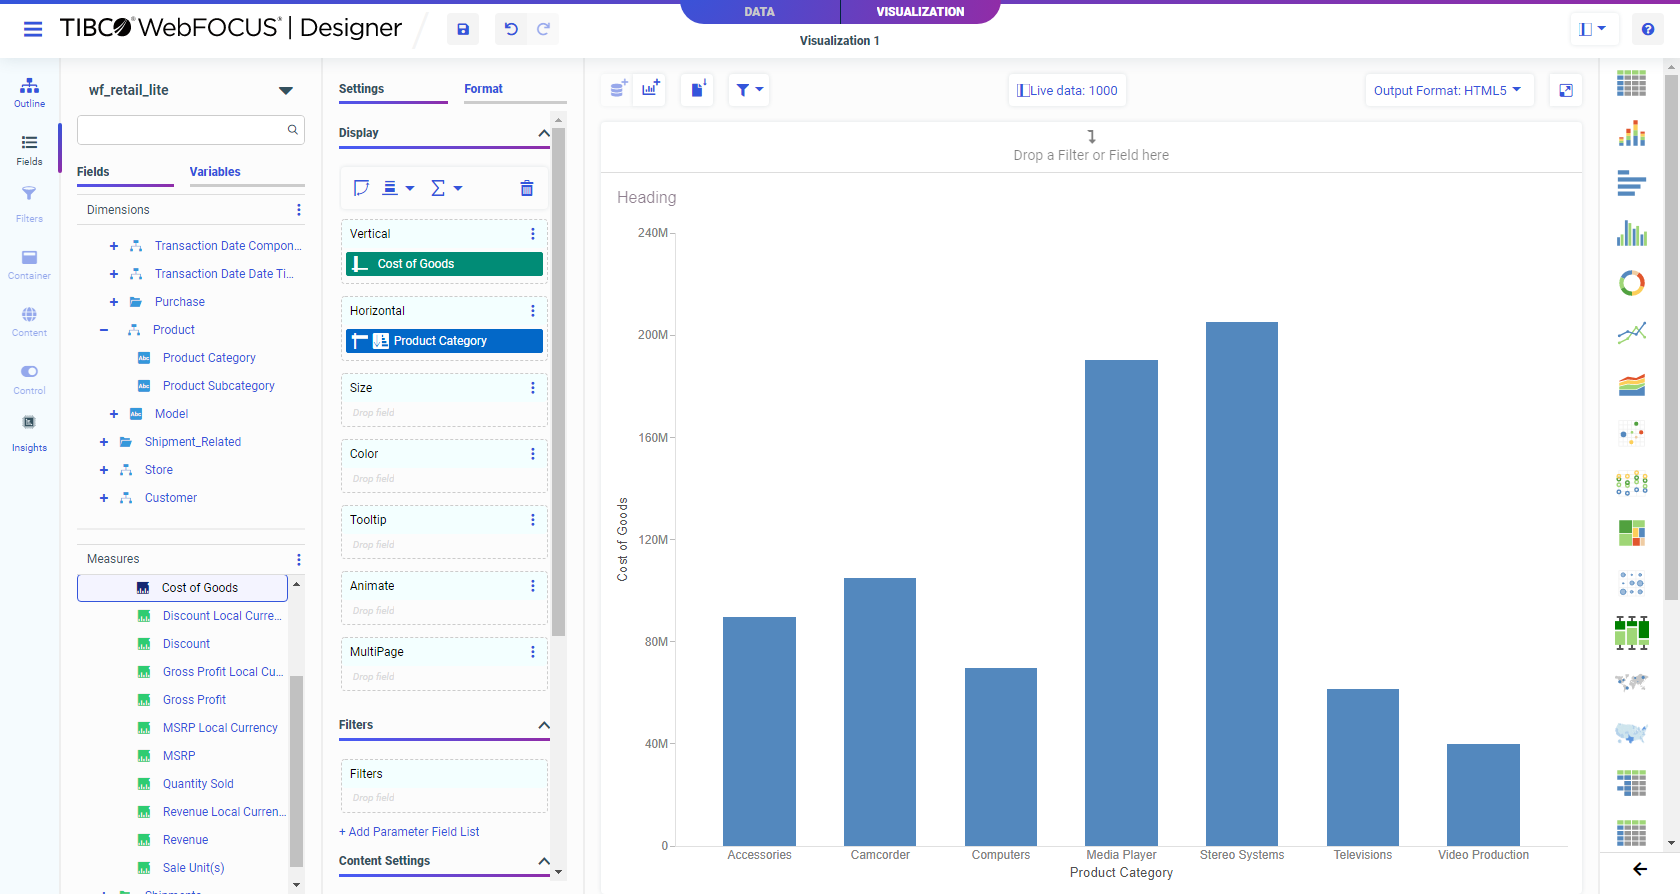 TIBCO WebFOCUS | Designer
DATA
VISUALIZATION
Visualization 1
Outline
Fields
Filters
Container
Content
Control
Insights
wf_retail_lite
Fields
Variables
Dimensions
Transaction Date Compon...
Transaction Date Date Ti...
Purchase
Product
Product Category
Product Subcategory
Model
Shipment_Related
Store
Customer
Measures
Cost of Goods
Discount Local Curre...
Discount
Gross Profit Local Cu...
Gross Profit
MSRP Local Currency
MSRP
Quantity Sold
Revenue Local Curren...
Revenue
Sale Unit(s)
Settings
Format
Display
Vertical
Cost of Goods
Horizontal
Product Category
Size
Drop field
Color
Drop field
Tooltip
Drop field
Animate
Drop field
MultiPage
Drop field
Filters
Filters
Drop field
+ Add Parameter Field List
Content Settings
Live data: 1000
Output Format: HTML5
Drop a Filter or Field here
Heading
240M
200M
160M
120M
80M
40M
0
Cost of Goods
Accessories
Camcorder
Computers
Media Player
Stereo Systems
Televisions
Video Production
Product Category